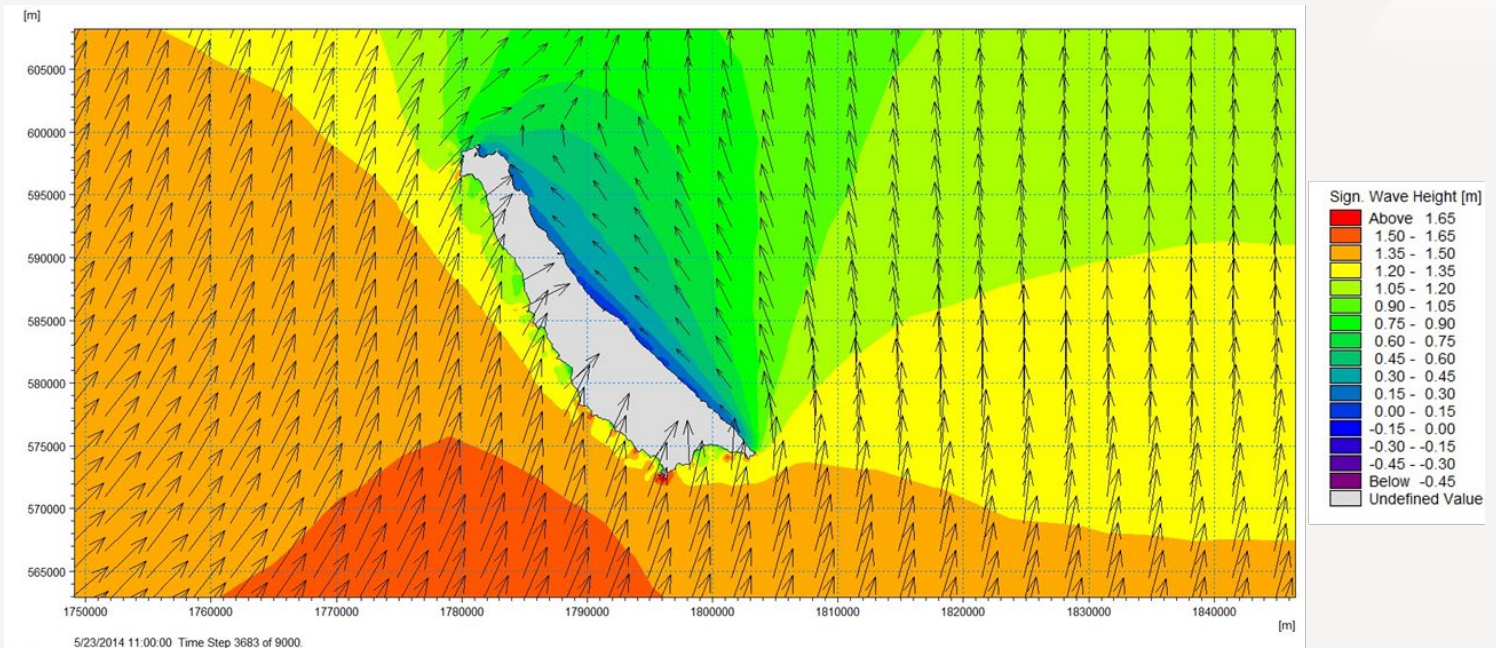 [m]
605000
600000
595000
590000
585000
580000
575000
570000
565000
1750000 1760000 1770000 1780000 1790000 1800000 1810000 1820000 1830000 1840000
[m]
5/23/2014 11:00:00 Time Step 3683 of 9000.
Sign. Wave Height [m]
Above 1.65
1.50 - 1.65
1.35 - 1.50
1.20 - 1.35
1.05 - 1.20
0.90 - 1.05
0.75 - 0.90
0.60 - 0.75
0.45 - 0.60
0.30 - 0.45
0.15 - 0.30
0.00 - 0.15
-0.15 - 0.00
-0.30 - -0.15
-0.45 - -0.30
Below -0.45
Undefined Value